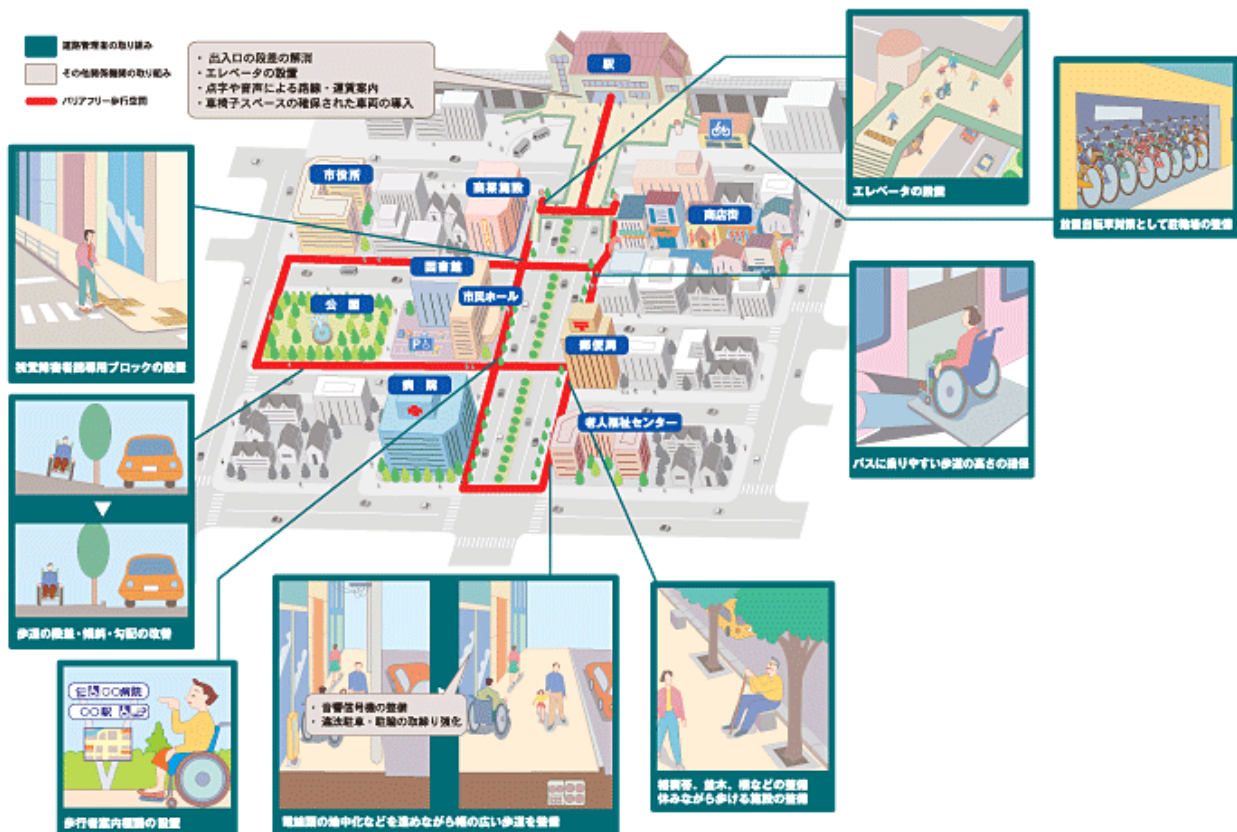 道路管理者の取り組み
その他関係機関の取り組み
バリアフリー歩行空間
・ 出入口の段差の解消
・ エレベータの設置
・ 点字や音声による路線・運賃案内
・ 車椅子スペースの確保された車両の導入
駅
市役所
商業施設
商店街
図書館
公園
市民ホール
P
郵便局
病院
老人福祉センター
エレベータの設置
放置自転車対策として駐輪場の整備
視覚障害者誘導用ブロックの設置
バスに乗りやすい歩道の高さの確保
歩道の段差・傾斜・勾配の改善
〇〇病院
〇〇駅
歩行者案内標識の設置
・ 音響信号機の整備
・ 違法駐車・駐輪の取締り強化
電線類の地中化などを進めながら幅の広い歩道を整備
植樹帯、並木、椅などの整備
休みながら歩ける施設の整備